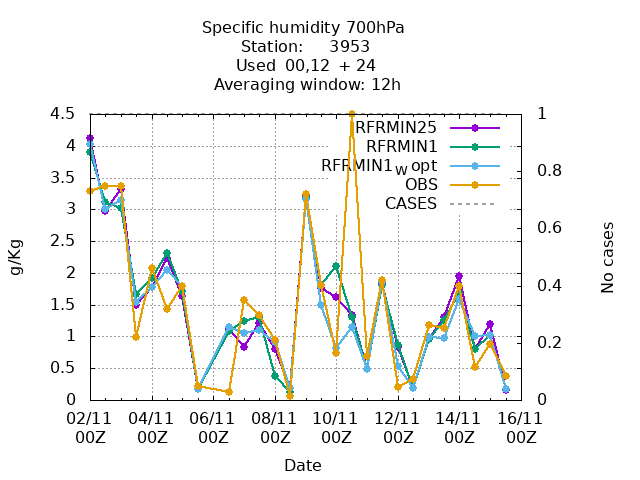 Specific humidity 700hPa
Station: 3953
Used 00,12 + 24
Averaging window: 12h
4.5
4
3.5
3
2.5
2
1.5
1
0.5
0
g/Kg
RFRMIN25
RFRMIN1
RFRMIN1w opt
OBS
CASES
1
0.8
0.6
0.4
0.2
0
No cases
02/11 04/11 06/11 08/11 10/11 12/11 14/11 16/11
00Z 00Z 00Z 00Z 00Z 00Z 00Z 00Z
Date